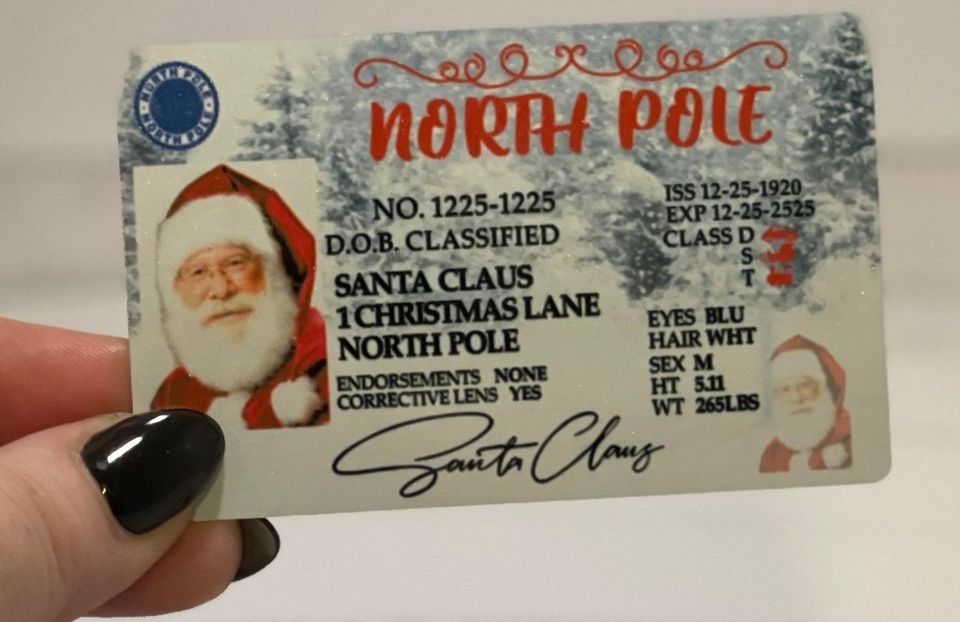 NORTH POLE
NORTH POLE
NORTH POLE
NO. 1225-1225
D.O.B. CLASSIFIED
SANTA CLAUS
1 CHRISTMAS LANE
NORTH POLE
ENDORSEMENTS NONE
CORRECTIVE LENS YES
Santa Claus
ISS 12-25-1920
EXP 12-25-2525
CLASS D
S
T
EYES BLU
HAIR WHT
SEX M
HT 5.11
WT 265LBS